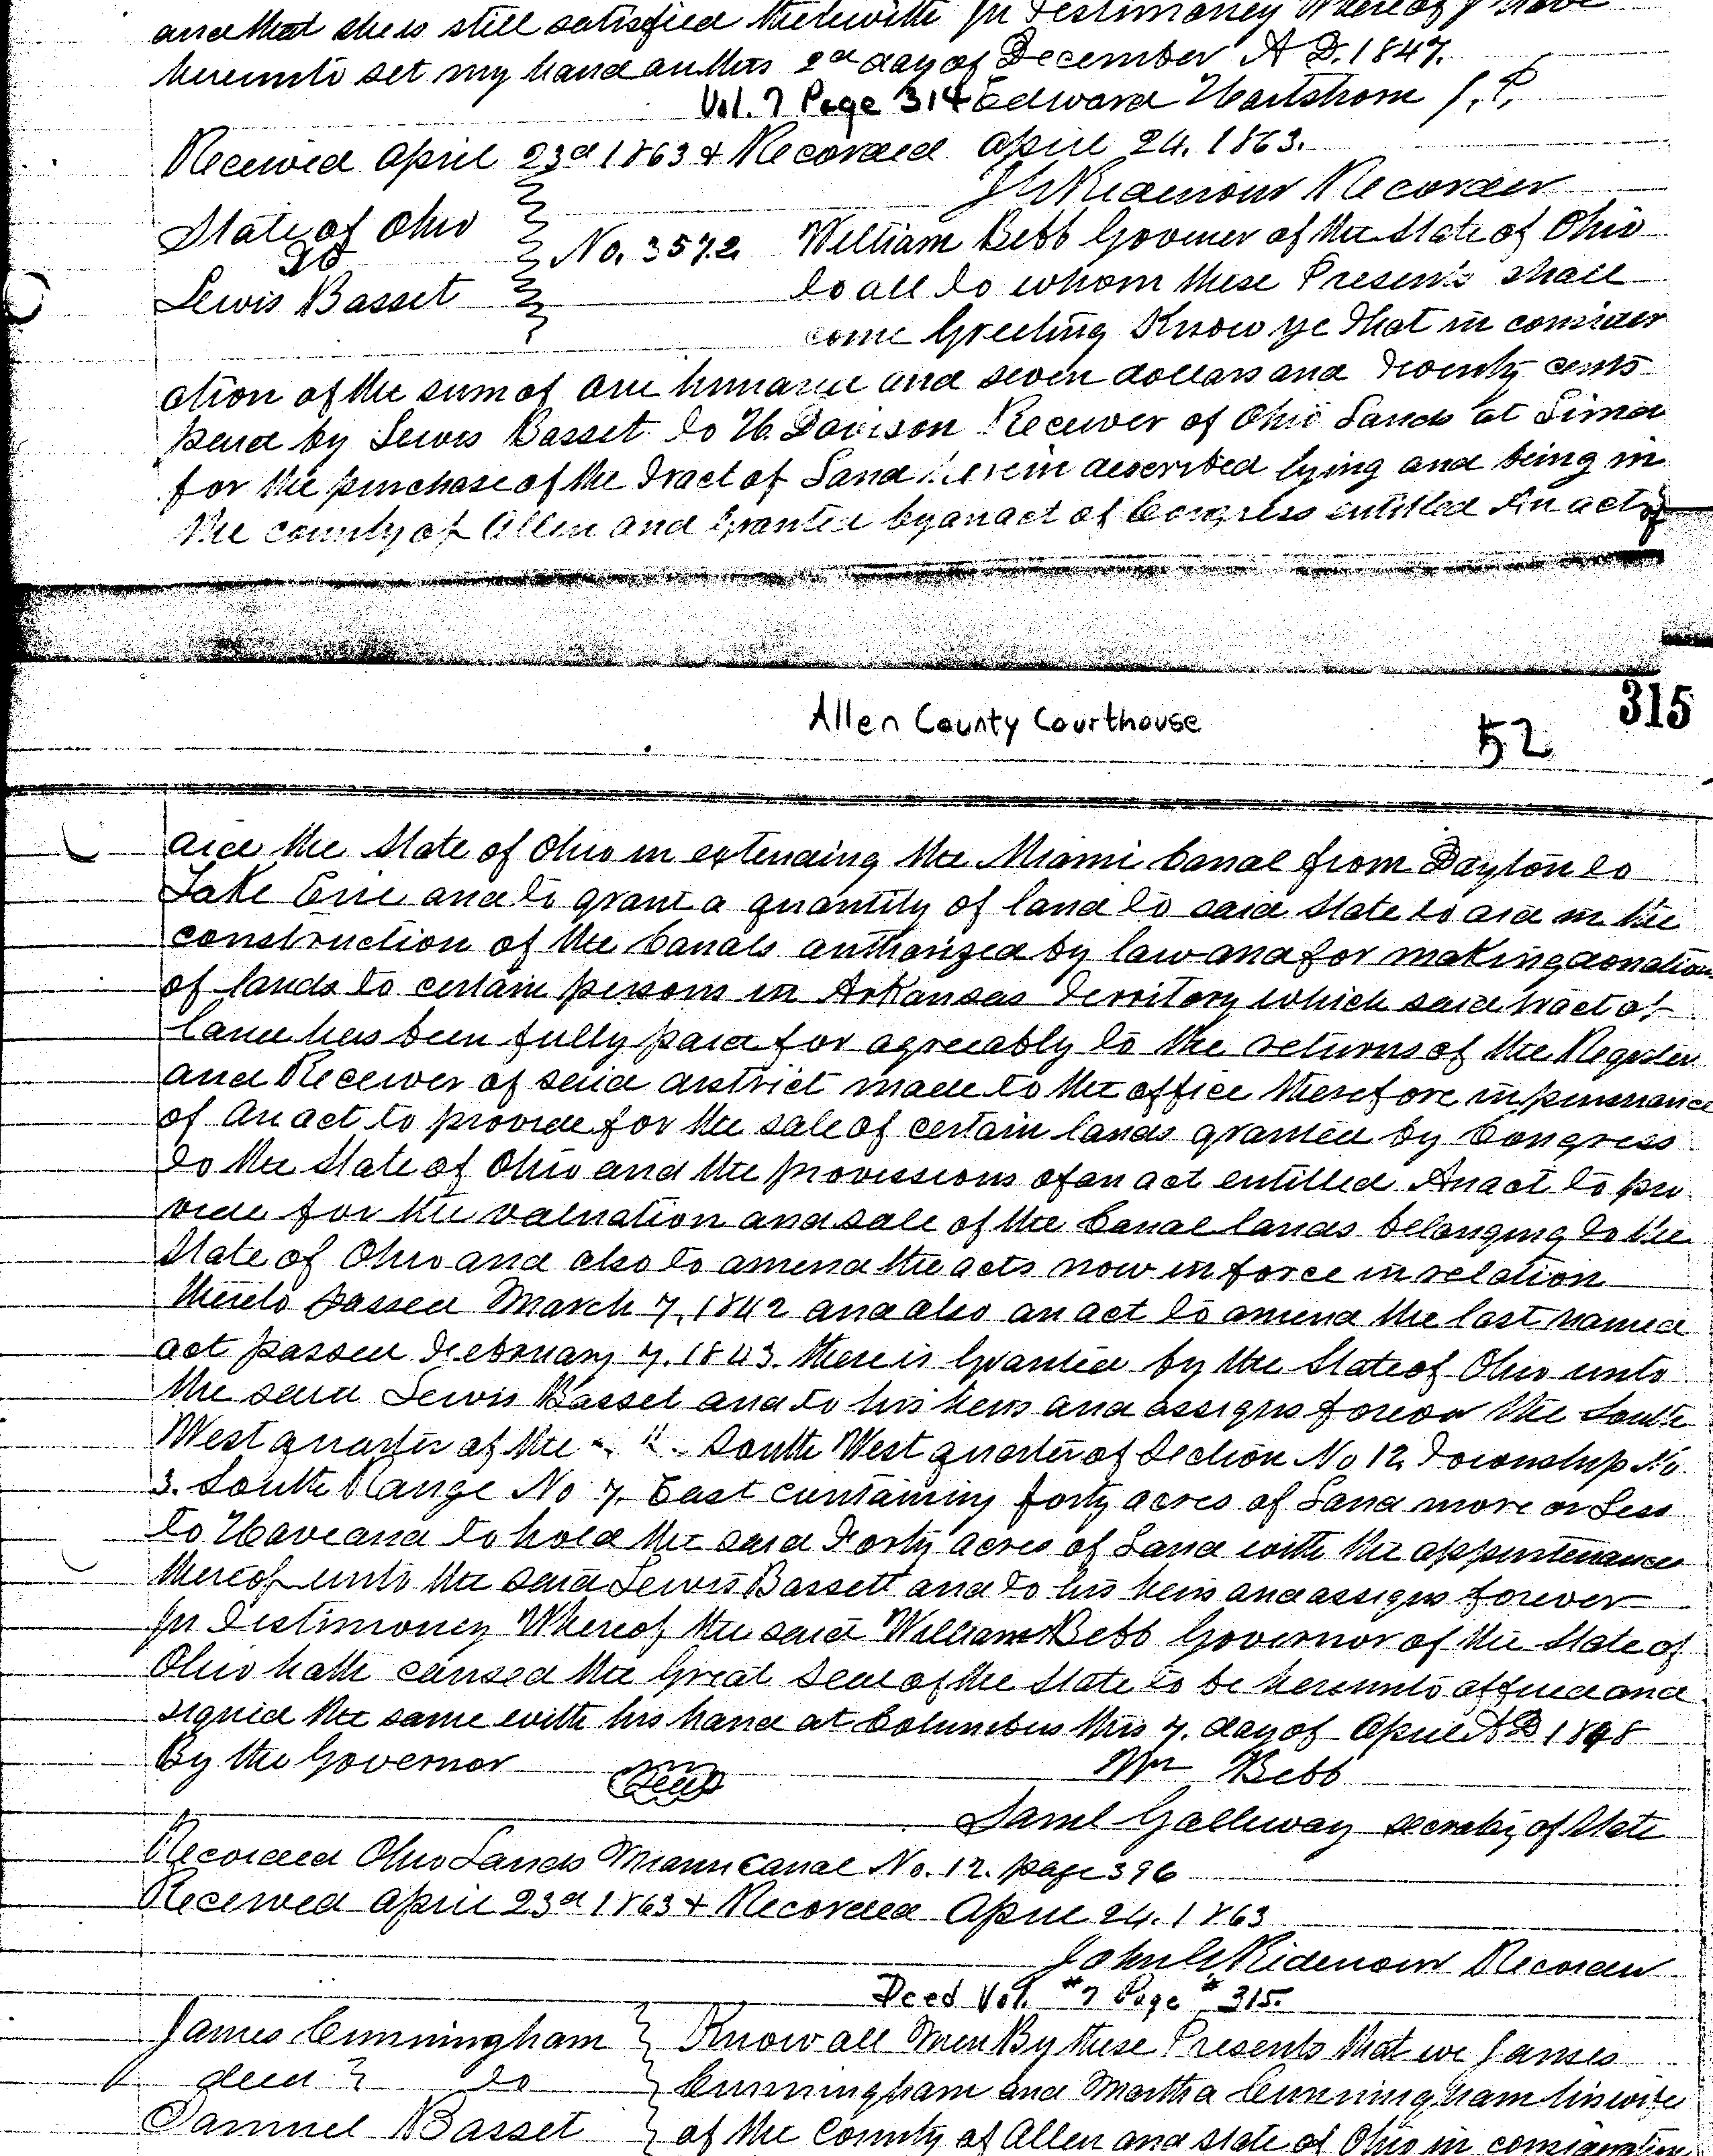 and that she is still satisfied therewith In Testimoney Whereof I have
hereunto set my hand on this 2d day of December A D. 1847.
Vol. 7 Page 314 Edward Hartshorn J. P.
Received April 23d 1863 & Recorded April 24. 1863.
Ridenour Recorder
State of Ohio
To
Lewis Basset
No. 3572.
William Bebb Govener of the State of Ohio
to all to whom these Presents shall
come Greeting Know ye that in consider
ation of the sum of one hundred and seven dollars and Twenty cents
paid by Lewis Basset to H. Davison Receiver of Ohio Lands at Lima
for the purchase of the Tract of Land herein described lying and being in
the county of Allen and Granted by an act of Congress entitled An act to
Allen County Courthouse
315
52
aide the State of Ohio in extending the Miami Canal from Dayton to
Lake Erie and to grant a quantity of land to said State to aid in the
construction of the Canals authorized by law and for making donations
of lands to certain persons in Arkansas Territory which said tract of
land has been fully paid for agreeably to the returns of the Register
and Receiver of said district made to the office therefore in pursuance
of An act to provide for the sale of certain lands granted by Congress
to the State of Ohio and the provissions of an act entitled An act to pro
vide for the valuation and sale of the Canal lands belonging to the
State of Ohio and also to amend the acts now in force in relation
thereto passed March 7, 1842 and also an act to amend the last named
act passed February 7. 1843. there is Granted by the State of Ohio unto
the said Lewis Basset and to his heirs and assigns forever the South
West quarter of the South West quarter of Section No 12. Township No.
3. South Range No 7. East containing forty acres of Land more or Less
To Have and to hold the said Forty acres of Land with the appurtenances
thereof unto the said Lewis Bassett and to his heirs and assigns forever
In Testimoney Whereof the said William Bebb Governor of the State of
Ohio hath caused the Great Seal of the State to be hereunto affixed and
signed the same with his hand at Columbus this 7. day of April AD 1848
By the Governor
Seal
Wm Bebb
Saml Galloway secretary of State
Recorded Ohio Lands Miami Canal No. 12. page 396
Received April 23d 1863 & Recorded April 24. 1863
John Ridenour Recorder
Deed Vol. #7 Page #315.
James Cunningham
deed to
Samuel Basset
Know all Men By these Presents that we James
Cunningham and Martha Cunningham his wife
of the County of Allen and state of Ohio in consideration